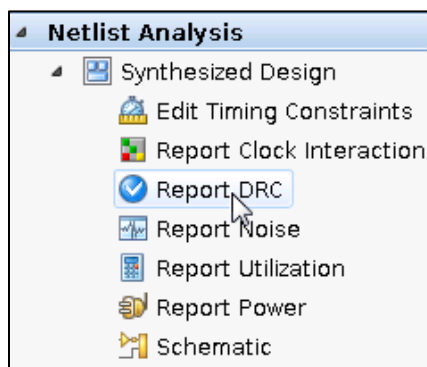 Netlist Analysis
Synthesized Design
Edit Timing Constraints
Report Clock Interaction
Report DRC
Report Noise
Report Utilization
Report Power
Schematic